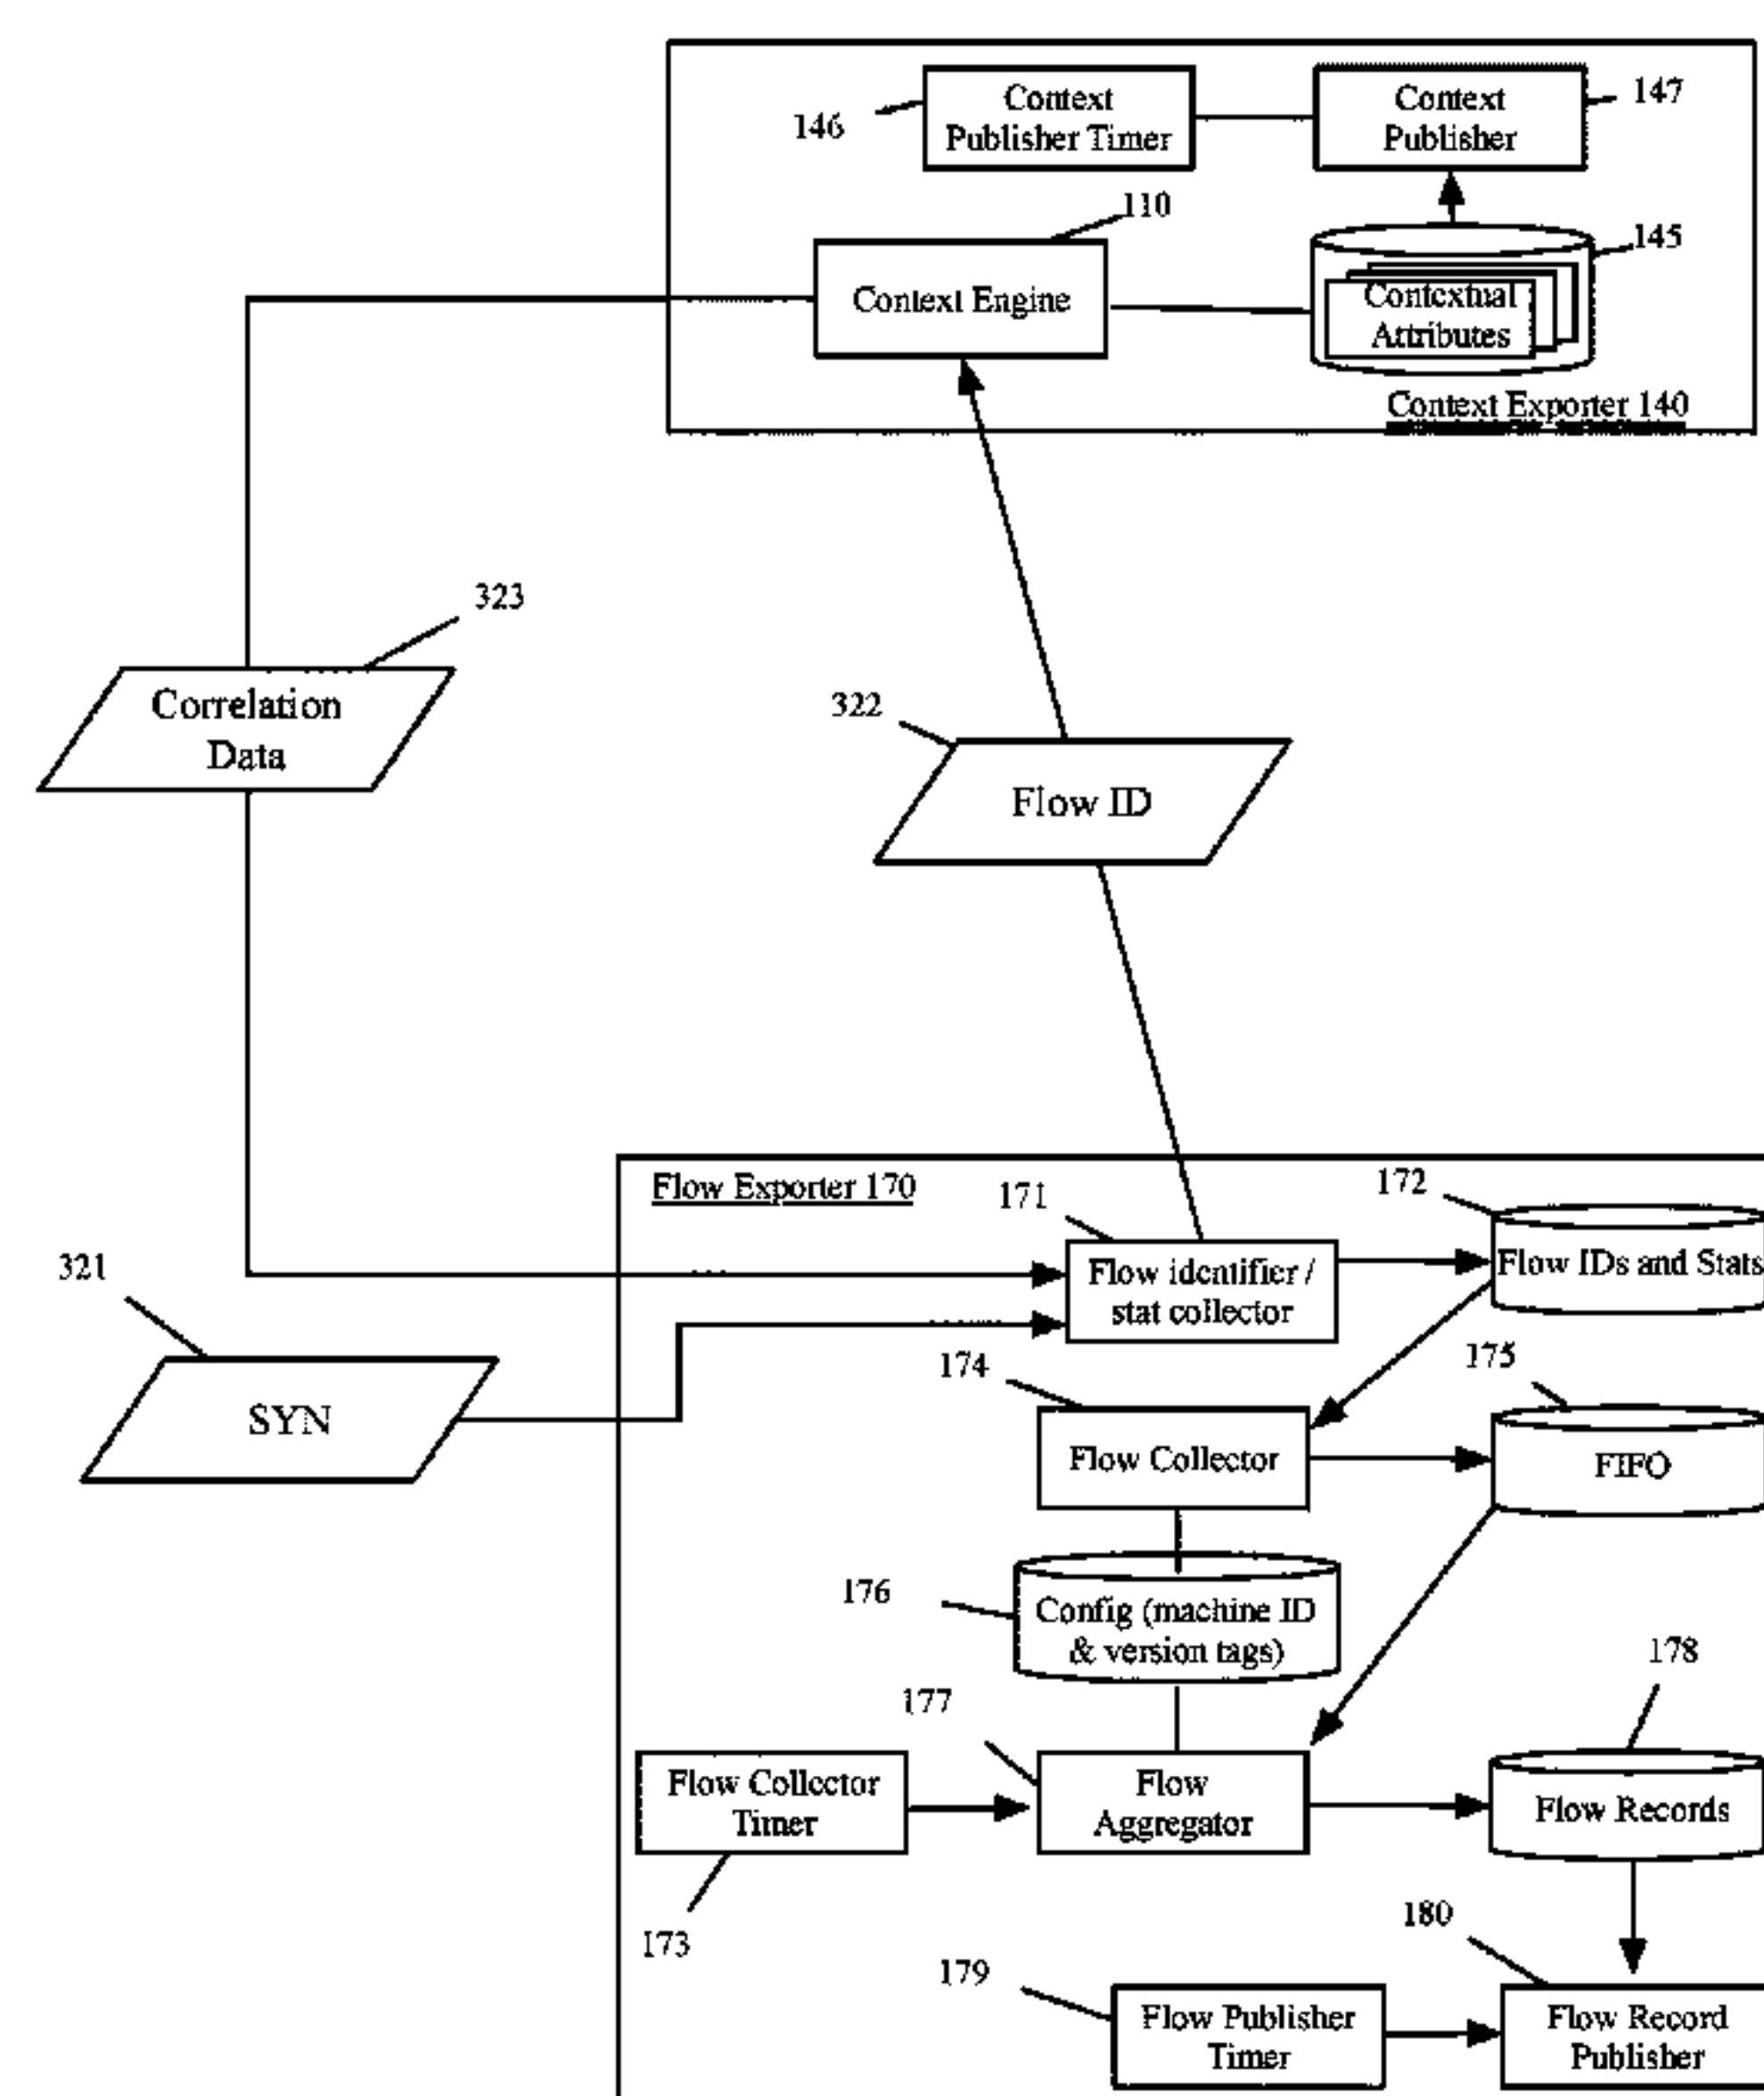 Context
Publisher Timer
146
Context
Publisher
147
110
Context Engine
145
Contextual
Attributes
Context Exporter 140
323
Correlation
Data
322
Flow ID
Flow Exporter 170
171
172
Flow identifier /
stat collector
Flow IDs and Stats
321
SYN
174
175
Flow Collector
FIFO
176
Config (machine ID
& version tags)
177
178
Flow Collector
Timer
Flow
Aggregator
Flow Records
173
180
179
Flow Publisher
Timer
Flow Record
Publisher